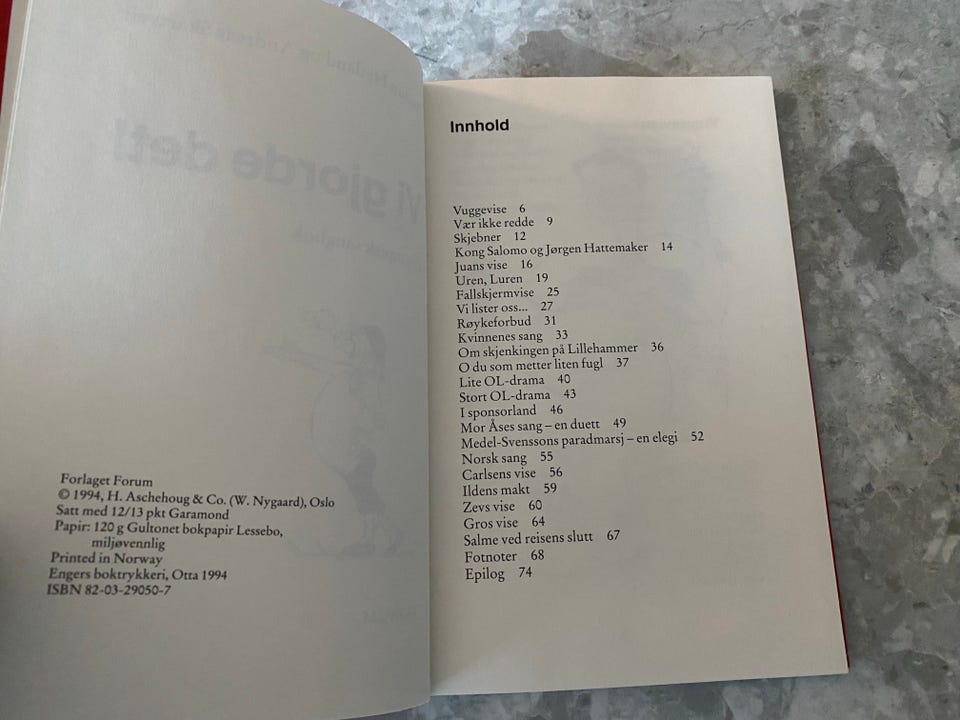 Forlaget Forum
© 1994, H. Aschehoug & Co. (W. Nygaard), Oslo
Satt med 12/13 pkt Garamond
Papir: 120 g Gultonet bokpapir Lessebo,
miljøvennlig
Printed in Norway
Engers boktrykkeri, Otta 1994
ISBN 82-03-29050-7
Innhold
Vuggevise 6
Vær ikke redde 9
Skjebner 12
Kong Salomo og Jørgen Hattemaker 14
Juans vise 16
Uren, Luren 19
Fallskjermvise 25
Vi lister oss... 27
Røykeforbud 31
Kvinnenes sang 33
Om skjenkingen på Lillehammer 36
O du som metter liten fugl 37
Lite OL-drama 40
Stort OL-drama 43
I sponsorland 46
Mor Åses sang – en duett 49
Medel-Svenssons paradmarsj – en elegi 52
Norsk sang 55
Carlsens vise 56
Ildens makt 59
Zevs vise 60
Gros vise 64
Salme ved reisens slutt 67
Fotnoter 68
Epilog 74